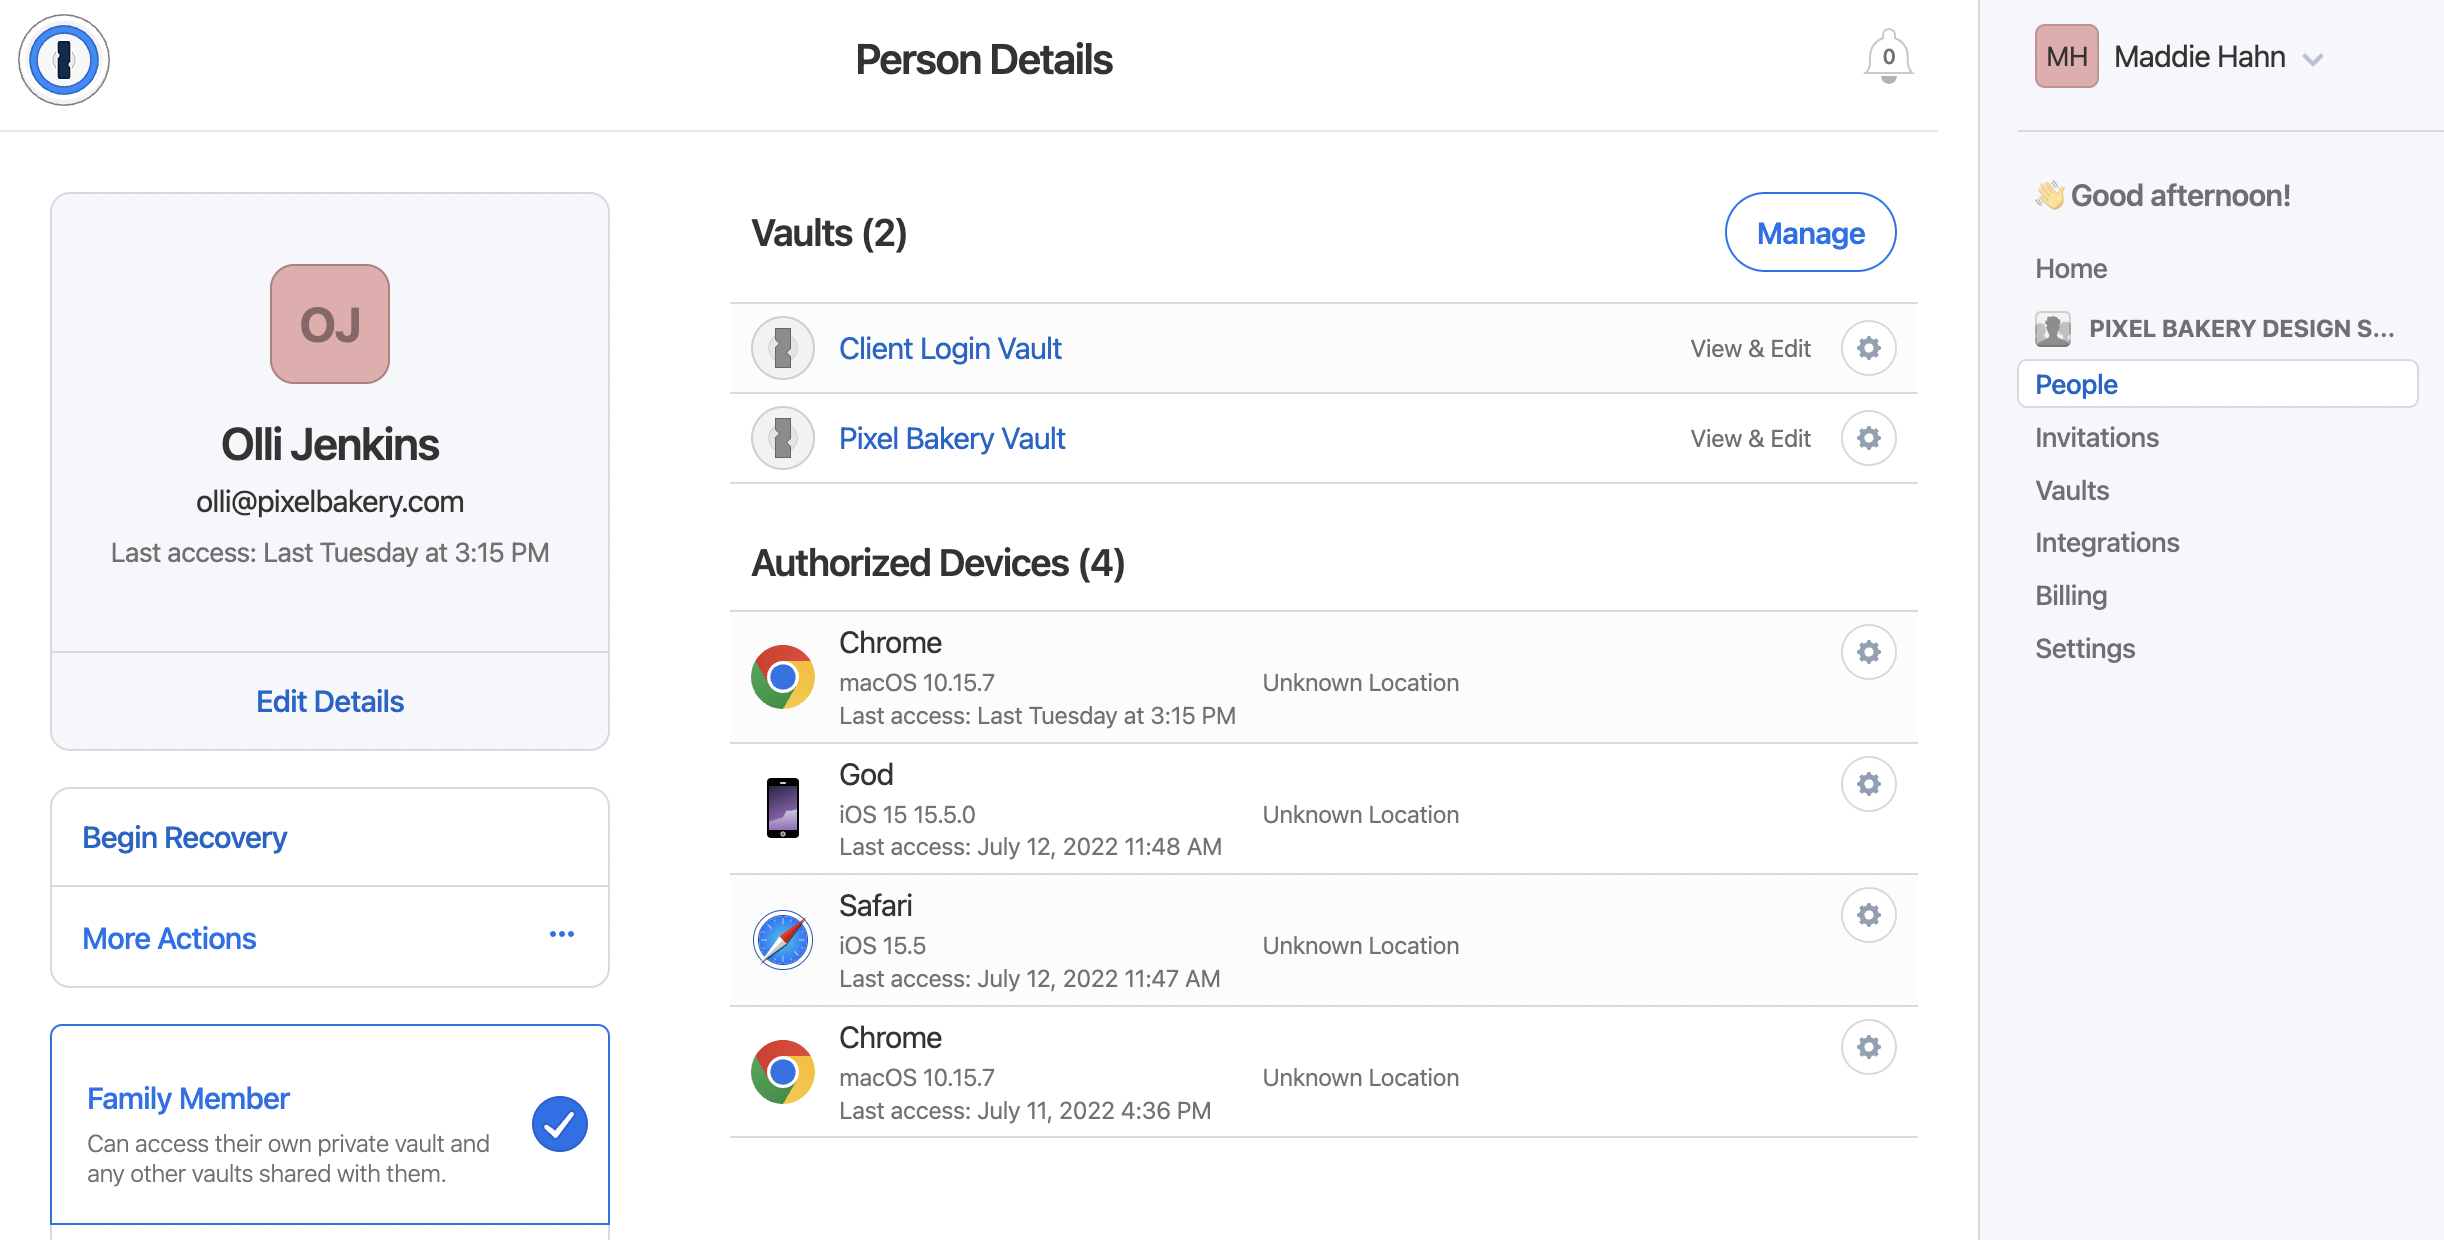 Person Details
0
MH
Maddie Hahn
OJ
Olli Jenkins
olli@pixelbakery.com
Last access: Last Tuesday at 3:15 PM
Edit Details
Begin Recovery
More Actions
Family Member
Can access their own private vault and
any other vaults shared with them.
Vaults (2)
Manage
Client Login Vault
View & Edit
Pixel Bakery Vault
View & Edit
Authorized Devices (4)
Chrome
macOS 10.15.7
Unknown Location
Last access: Last Tuesday at 3:15 PM
God
iOS 15 15.5.0
Unknown Location
Last access: July 12, 2022 11:48 AM
Safari
iOS 15.5
Unknown Location
Last access: July 12, 2022 11:47 AM
Chrome
macOS 10.15.7
Unknown Location
Last access: July 11, 2022 4:36 PM
👋 Good afternoon!
Home
PIXEL BAKERY DESIGN S...
People
Invitations
Vaults
Integrations
Billing
Settings